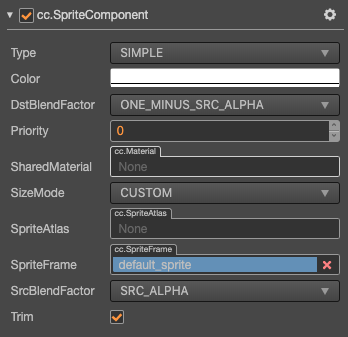 cc.SpriteComponent
Type SIMPLE
Color
DstBlendFactor ONE_MINUS_SRC_ALPHA
Priority 0
cc.Material
SharedMaterial None
SizeMode CUSTOM
cc.SpriteAtlas
SpriteAtlas None
cc.SpriteFrame
SpriteFrame default_sprite
SrcBlendFactor SRC_ALPHA
Trim